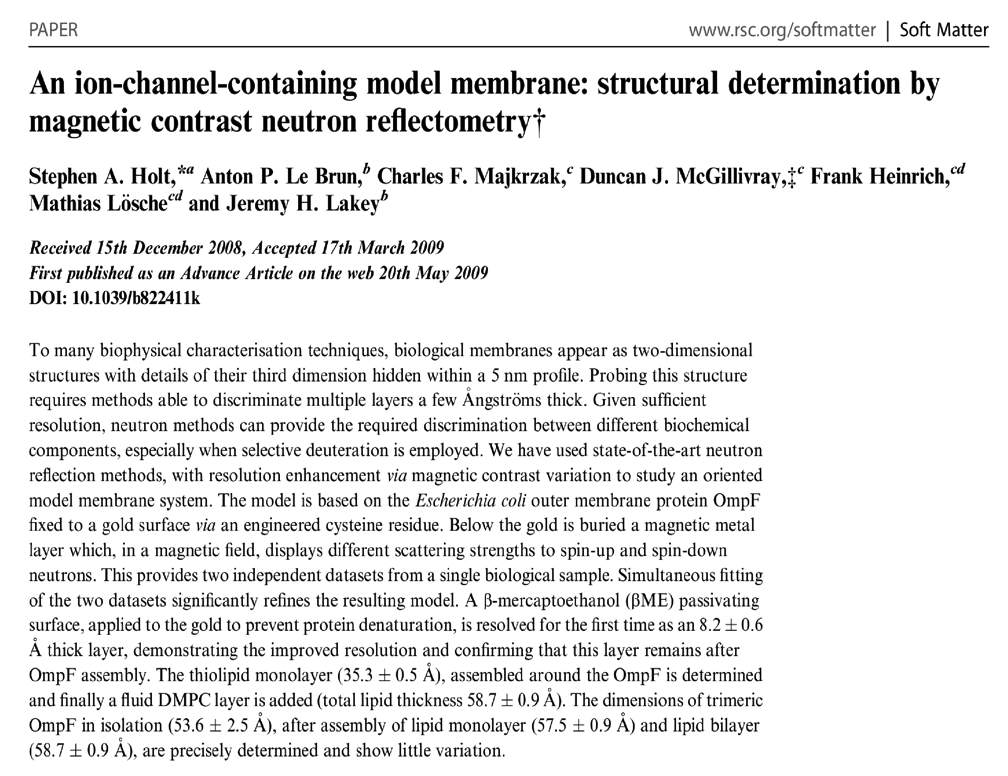 PAPER
www.rsc.org/softmatter | Soft Matter
An ion-channel-containing model membrane: structural determination by
magnetic contrast neutron reflectometry†
Stephen A. Holt,*a Anton P. Le Brun,b Charles F. Majkrzak,c Duncan J. McGillivray,‡c Frank Heinrich,cd
Mathias Löschecd and Jeremy H. Lakeyb
Received 15th December 2008, Accepted 17th March 2009
First published as an Advance Article on the web 20th May 2009
DOI: 10.1039/b822411k
To many biophysical characterisation techniques, biological membranes appear as two-dimensional
structures with details of their third dimension hidden within a 5 nm profile. Probing this structure
requires methods able to discriminate multiple layers a few Ångströms thick. Given sufficient
resolution, neutron methods can provide the required discrimination between different biochemical
components, especially when selective deuteration is employed. We have used state-of-the-art neutron
reflection methods, with resolution enhancement via magnetic contrast variation to study an oriented
model membrane system. The model is based on the Escherichia coli outer membrane protein OmpF
fixed to a gold surface via an engineered cysteine residue. Below the gold is buried a magnetic metal
layer which, in a magnetic field, displays different scattering strengths to spin-up and spin-down
neutrons. This provides two independent datasets from a single biological sample. Simultaneous fitting
of the two datasets significantly refines the resulting model. A β-mercaptoethanol (βME) passivating
surface, applied to the gold to prevent protein denaturation, is resolved for the first time as an 8.2 ± 0.6
Å thick layer, demonstrating the improved resolution and confirming that this layer remains after
OmpF assembly. The thiolipid monolayer (35.3 ± 0.5 Å), assembled around the OmpF is determined
and finally a fluid DMPC layer is added (total lipid thickness 58.7 ± 0.9 Å). The dimensions of trimeric
OmpF in isolation (53.6 ± 2.5 Å), after assembly of lipid monolayer (57.5 ± 0.9 Å) and lipid bilayer
(58.7 ± 0.9 Å), are precisely determined and show little variation.